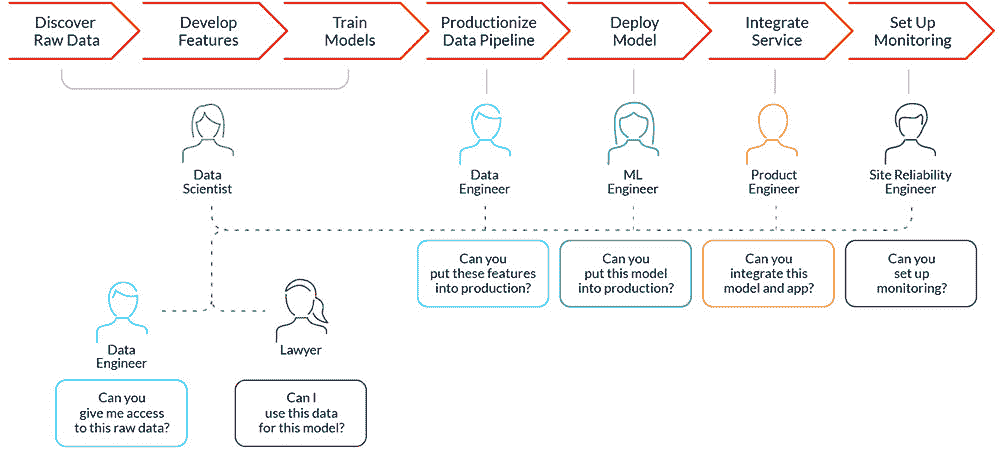 Discover
Raw Data
Develop
Features
Train
Models
Productionize
Data Pipeline
Deploy
Model
Integrate
Service
Set Up
Monitoring
Data
Scientist
Data
Engineer
ML
Engineer
Product
Engineer
Site Reliability
Engineer
Can you
put these features
into production?
Can you
put this model
into production?
Can you
integrate this
model and app?
Can you
set up
monitoring?
Data
Engineer
Lawyer
Can you
give me access
to this raw data?
Can I
use this data
for this model?